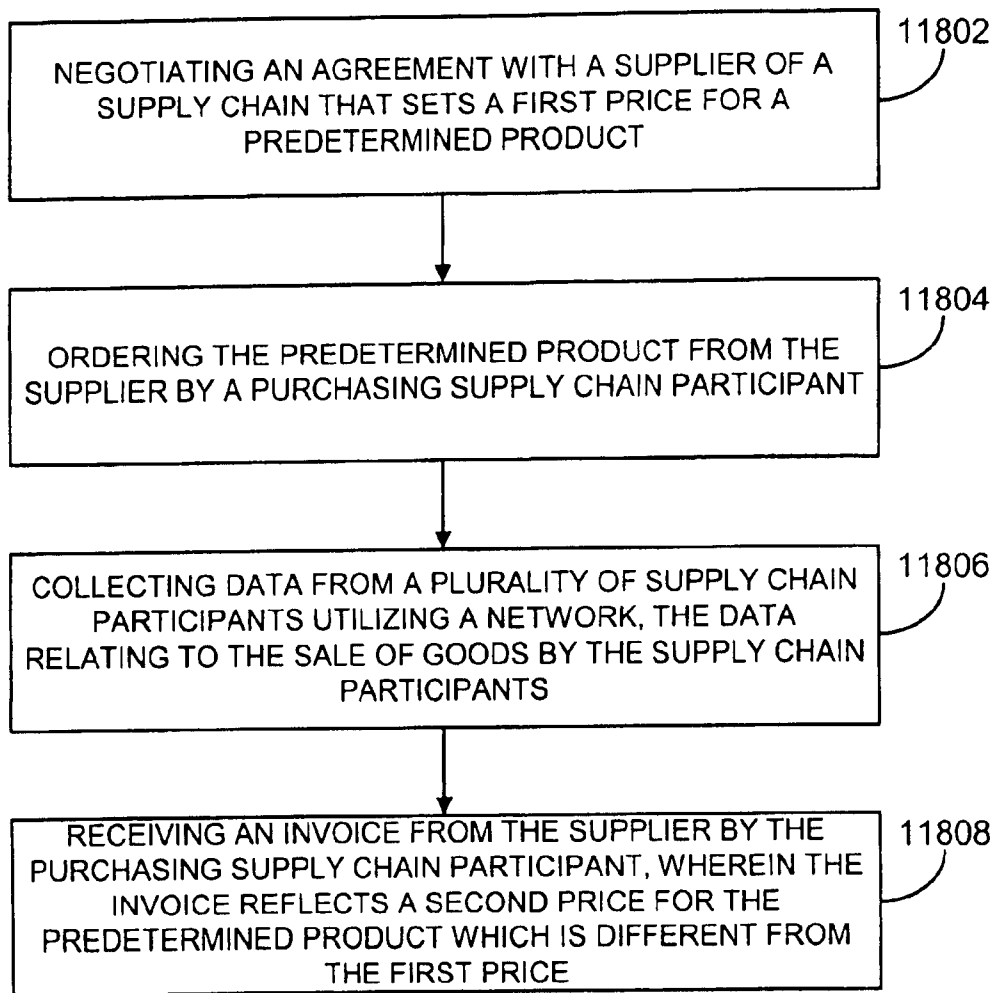 11802
NEGOTIATING AN AGREEMENT WITH A SUPPLIER OF A
SUPPLY CHAIN THAT SETS A FIRST PRICE FOR A
PREDETERMINED PRODUCT
11804
ORDERING THE PREDETERMINED PRODUCT FROM THE
SUPPLIER BY A PURCHASING SUPPLY CHAIN PARTICIPANT
11806
COLLECTING DATA FROM A PLURALITY OF SUPPLY CHAIN
PARTICIPANTS UTILIZING A NETWORK, THE DATA
RELATING TO THE SALE OF GOODS BY THE SUPPLY CHAIN
PARTICIPANTS
11808
RECEIVING AN INVOICE FROM THE SUPPLIER BY THE
PURCHASING SUPPLY CHAIN PARTICIPANT, WHEREIN THE
INVOICE REFLECTS A SECOND PRICE FOR THE
PREDETERMINED PRODUCT WHICH IS DIFFERENT FROM
THE FIRST PRICE